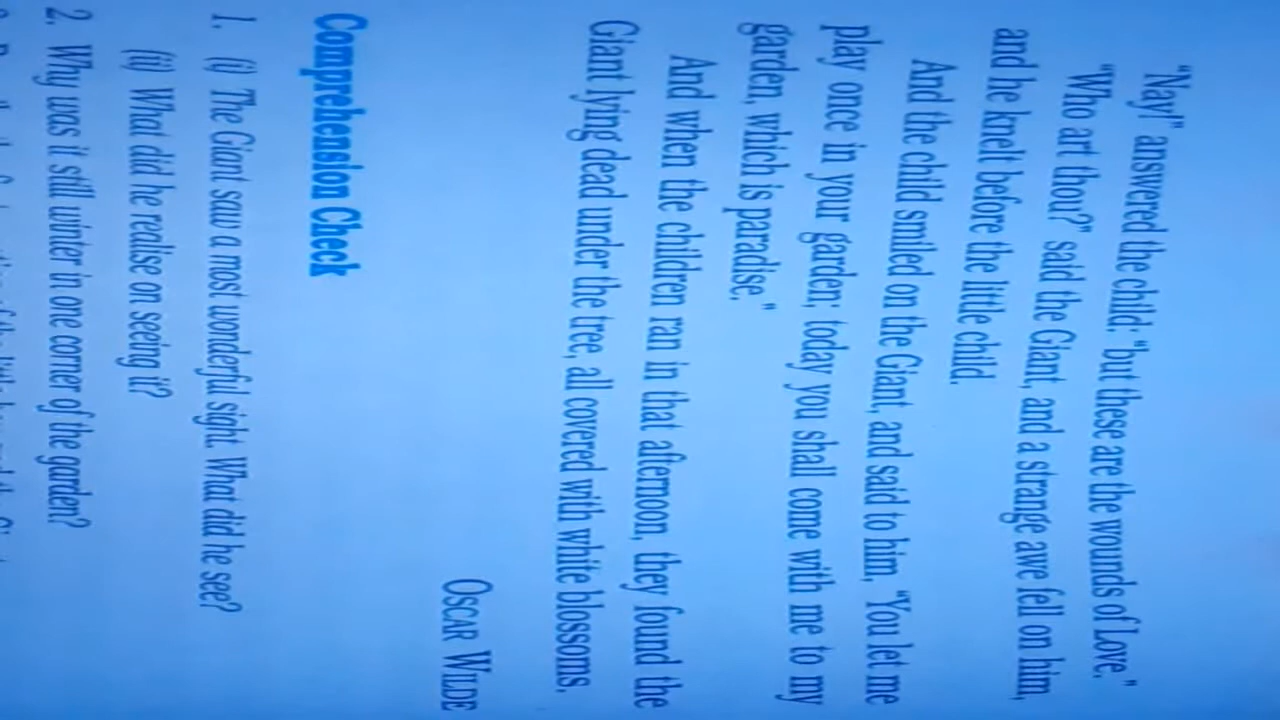 "Nay!" answered the child: "but these are the wounds of Love."
"Who art thou?" said the Giant, and a strange awe fell on him,
and he knelt before the little child.
And the child smiled on the Giant, and said to him, "You let me
play once in your garden; today you shall come with me to my
garden, which is paradise."
And when the children ran in that afternoon, they found the
Giant lying dead under the tree, all covered with white blossoms.
OSCAR WILDE
Comprehension Check
1. (i) The Giant saw a most wonderful sight. What did he see?
(ii) What did he realise on seeing it?
2. Why was it still winter in one corner of the garden?